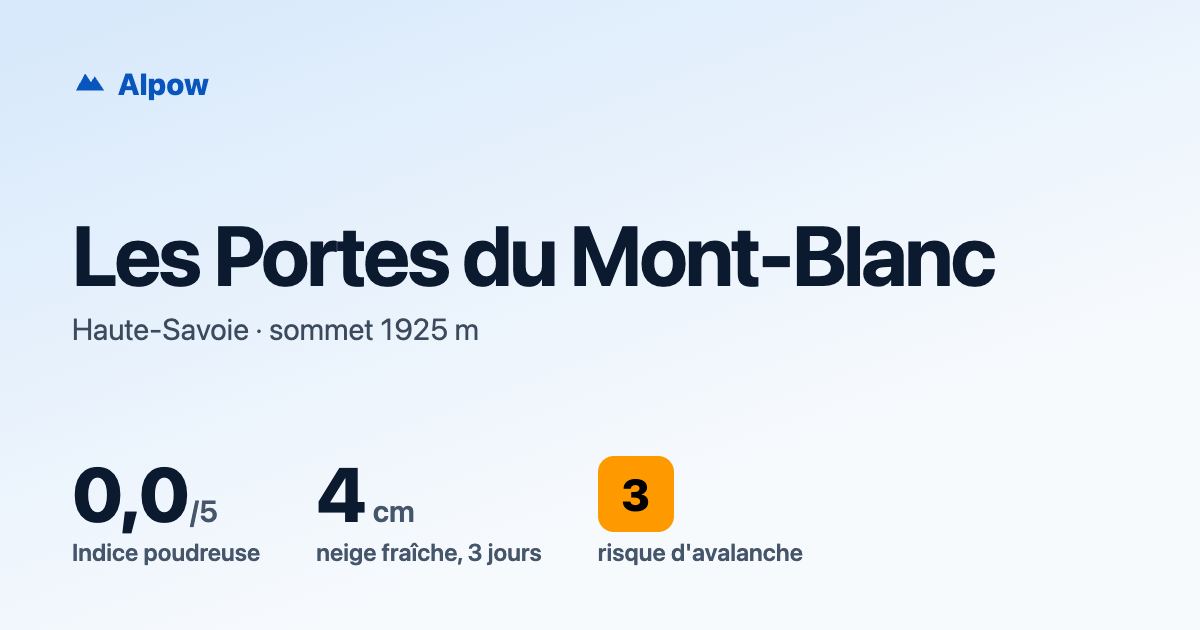 Alpow
Les Portes du Mont-Blanc
Haute-Savoie · sommet 1925 m
0,0/5
Indice poudreuse
4 cm
neige fraîche, 3 jours
3
risque d'avalanche